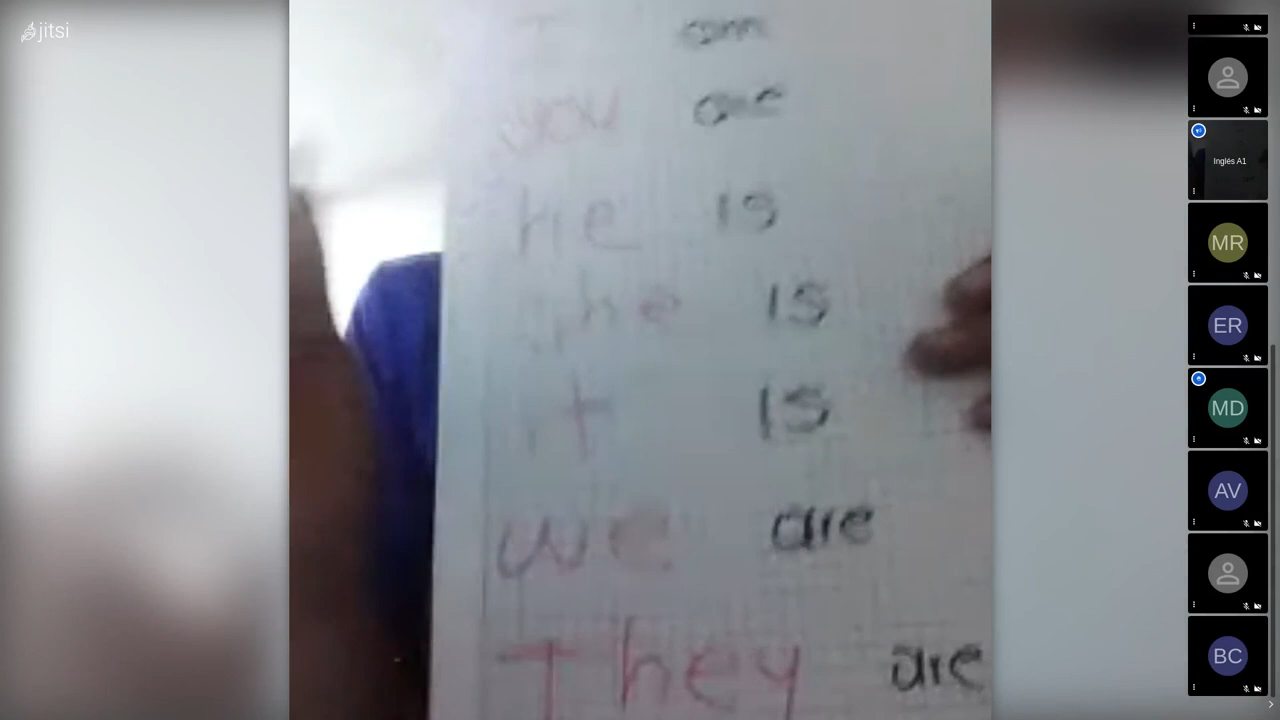 jitsi
I am
you are
he is
she is
it is
we are
They are
Inglés A1
MR
ER
MD
AV
BC